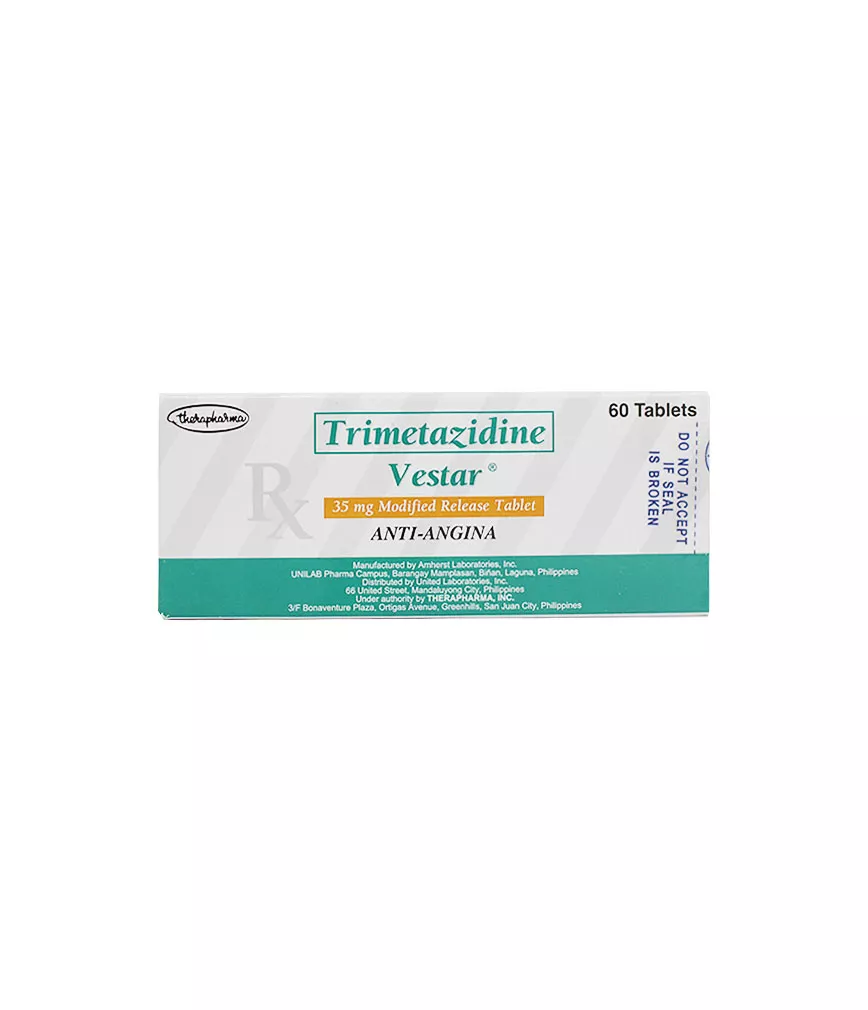 therapharma
60 Tablets
Trimetazidine
Vestar®
Rx
35 mg Modified Release Tablet
ANTI-ANGINA
DO NOT ACCEPT
IF SEAL
IS BROKEN
Manufactured by Amherst Laboratories, Inc.
UNILAB Pharma Campus, Barangay Mamplasan, Biñan, Laguna, Philippines
Distributed by United Laboratories, Inc.
66 United Street, Mandaluyong City, Philippines
Under authority by THERAPHARMA, INC.
3/F Bonaventure Plaza, Ortigas Avenue, Greenhills, San Juan City, Philippines